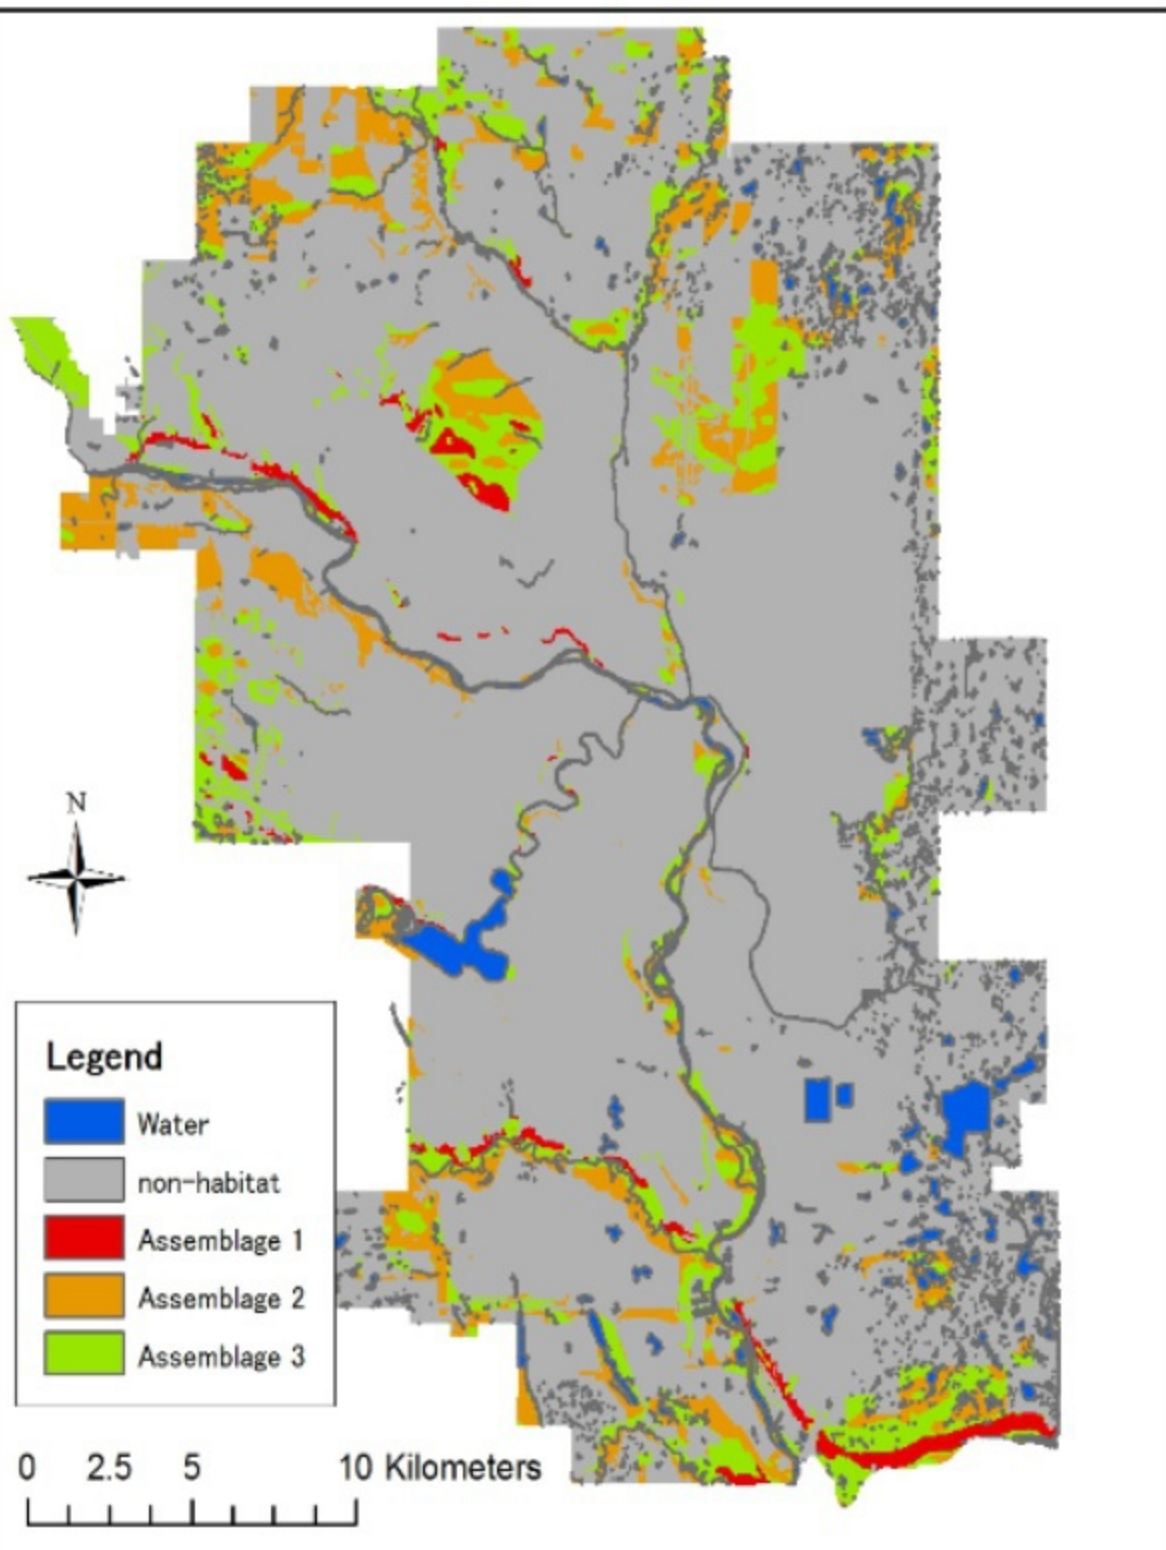 N
Legend
Water
non-habitat
Assemblage 1
Assemblage 2
Assemblage 3
0 2.5 5 10 Kilometers